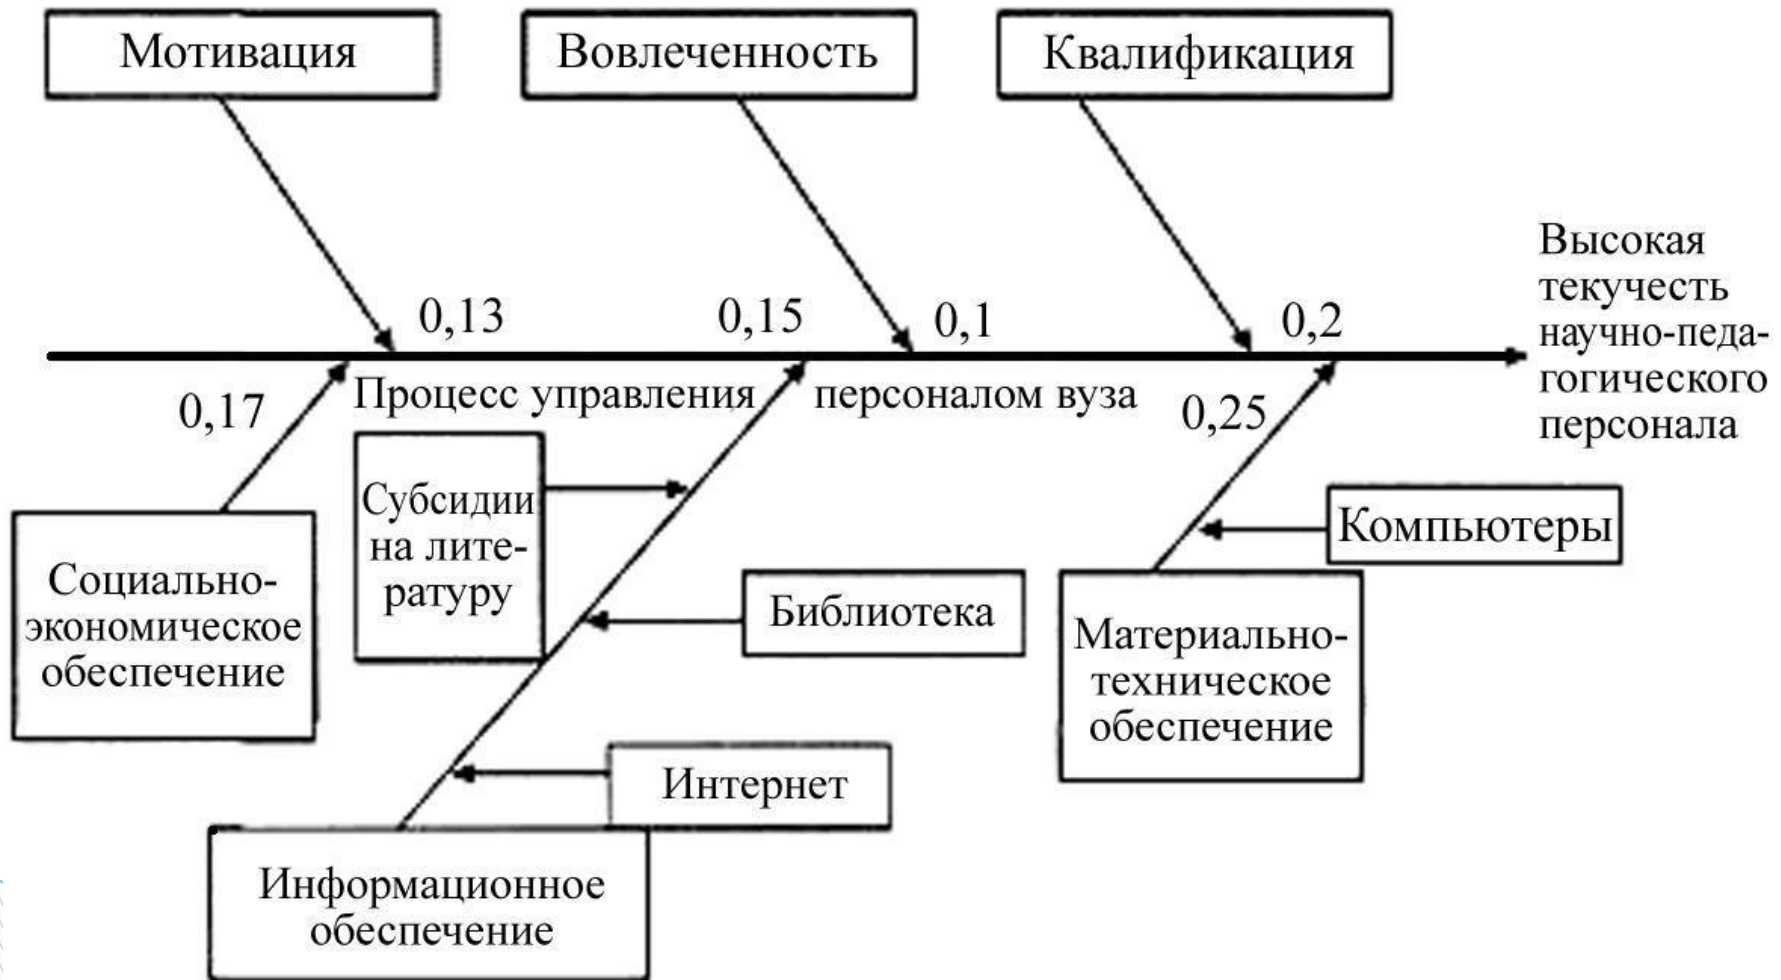 Мотивация
Вовлеченность
Квалификация
Высокая
текучесть
научно-педа-
гогического
персонала
0,13
0,15
0,1
0,2
0,17
Процесс управления персоналом вуза
0,25
Субсидии
на лите-
ратуру
Компьютеры
Социально-
экономическое
обеспечение
Библиотека
Материально-
техническое
обеспечение
Интернет
Информационное
обеспечение